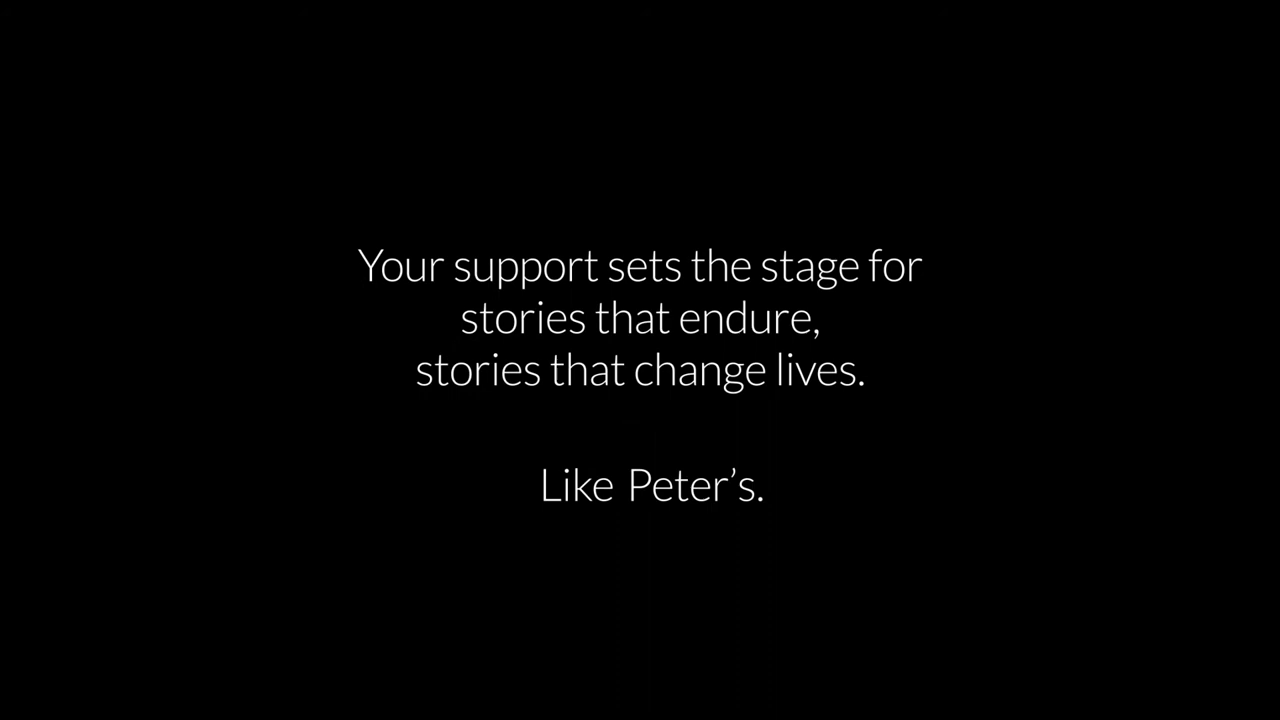 Your support sets the stage for
stories that endure,
stories that change lives.
Like Peter’s.